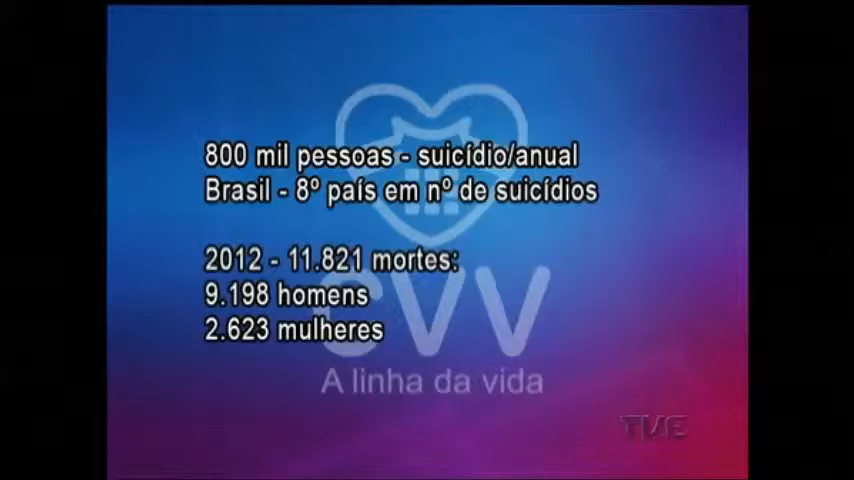 800 mil pessoas - suicídio/anual
Brasil - 8º país em nº de suicídios
2012 - 11.821 mortes:
9.198 homens
2.623 mulheres
CVV
A linha da vida
TVE